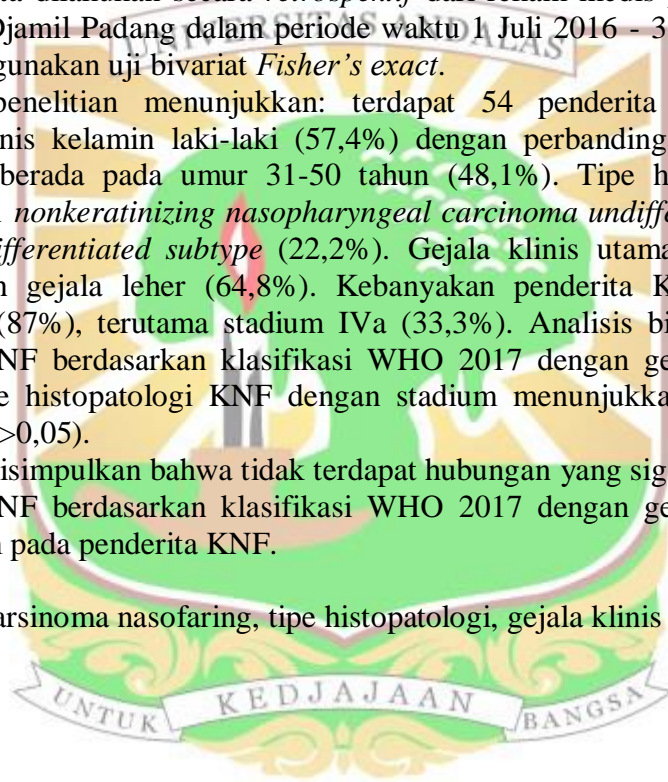 ta dilakukan secara retrospektif dari rekam medis p
Djamil Padang dalam periode waktu 1 Juli 2016 - 3
UNIVERSITAS ANDALAS
gunakan uji bivariat Fisher's exact.
penelitian menunjukkan: terdapat 54 penderita
nis kelamin laki-laki (57,4%) dengan perbanding
berada pada umur 31-50 tahun (48,1%). Tipe h
nonkeratinizing nasopharyngeal carcinoma undiffe
ifferentiated subtype (22,2%). Gejala klinis utama
n gejala leher (64,8%). Kebanyakan penderita K
(87%), terutama stadium IVa (33,3%). Analisis bi
NF berdasarkan klasifikasi WHO 2017 dengan ge
e histopatologi KNF dengan stadium menunjukka
>0,05).
isimpulkan bahwa tidak terdapat hubungan yang sig
NF berdasarkan klasifikasi WHO 2017 dengan ge
n pada penderita KNF.
arsinoma nasofaring, tipe histopatologi, gejala klinis
UNTUK KEDJAJAAN BANGSA